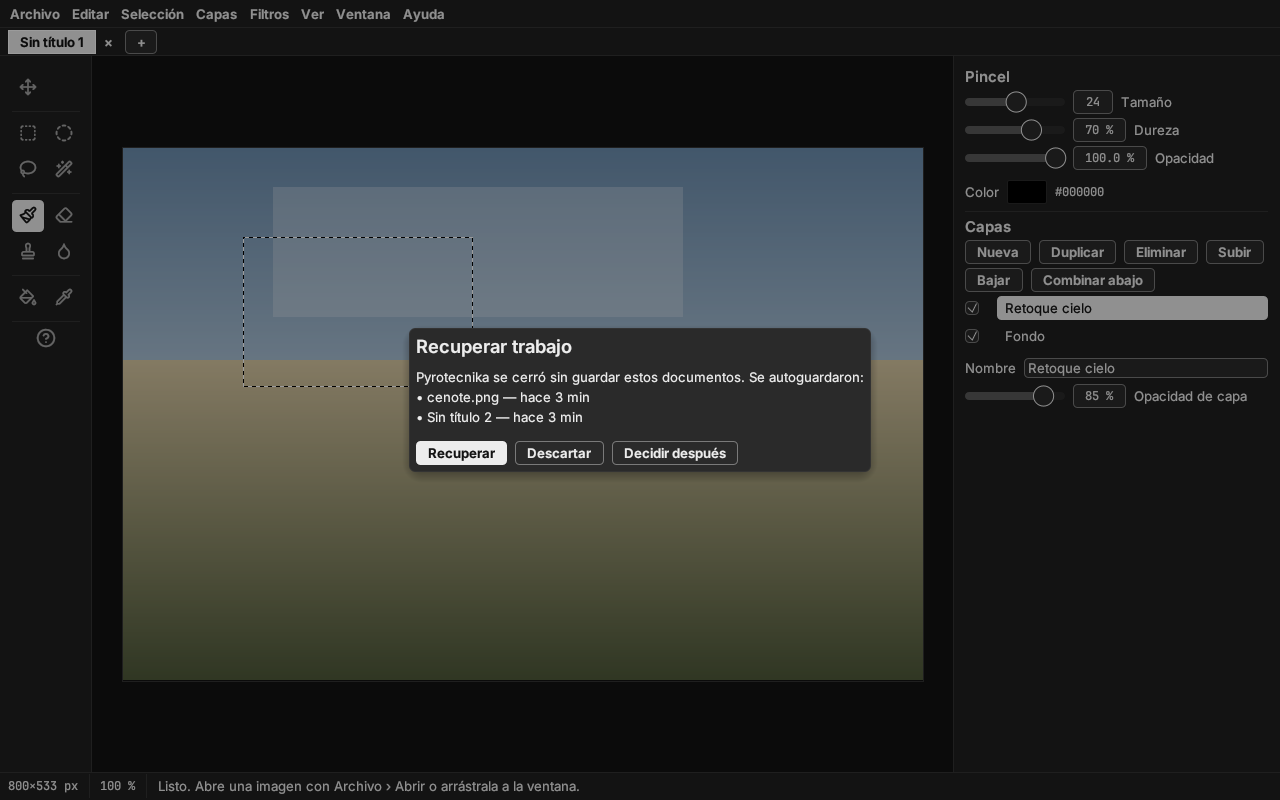 Archivo Editar Selección Capas Filtros Ver Ventana Ayuda
Sin título 1 × +
Pincel
24 Tamaño
70 % Dureza
100.0 % Opacidad
Color #000000
Capas
Nueva Duplicar Eliminar Subir
Bajar Combinar abajo
Retoque cielo
Fondo
Nombre Retoque cielo
85 % Opacidad de capa
Recuperar trabajo
Pyrotecnika se cerró sin guardar estos documentos. Se autoguardaron:
• cenote.png — hace 3 min
• Sin título 2 — hace 3 min
Recuperar Descartar Decidir después
800×533 px 100 % Listo. Abre una imagen con Archivo › Abrir o arrástrala a la ventana.